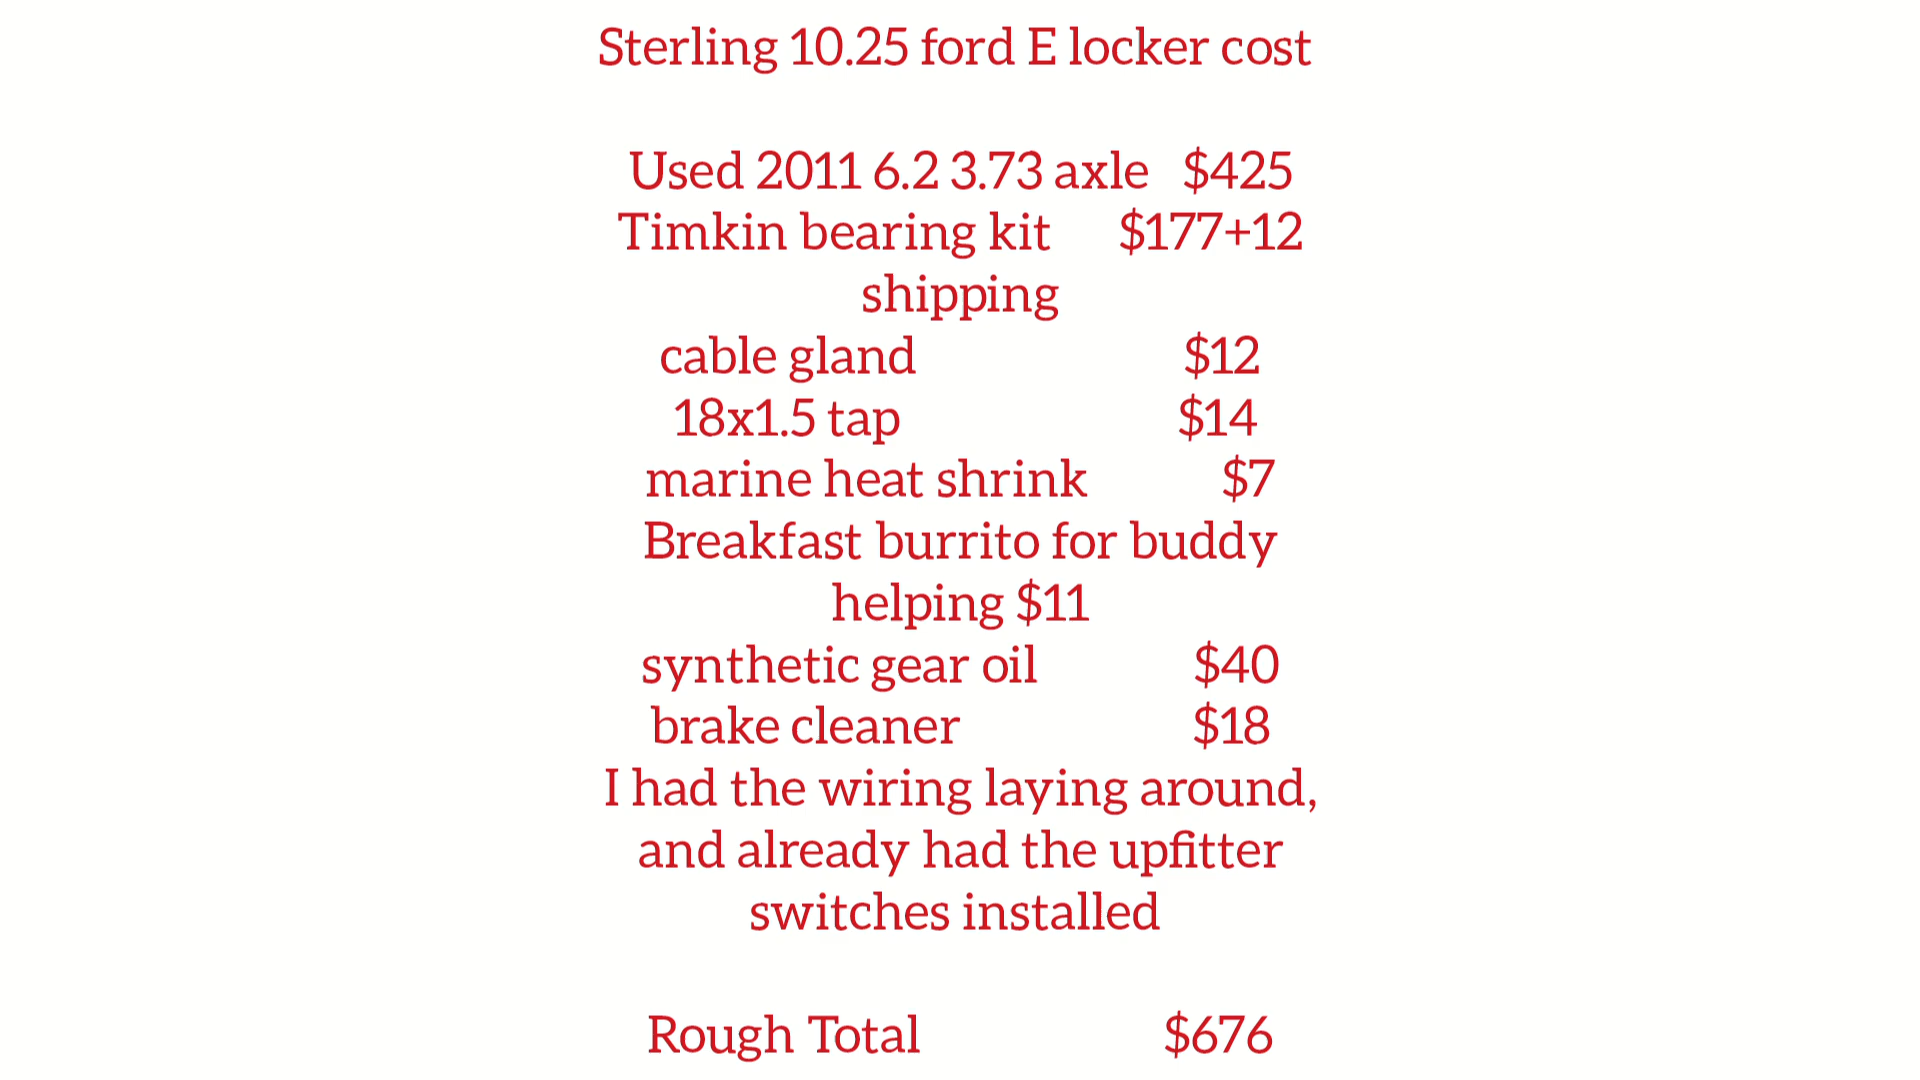 Sterling 10.25 ford E locker cost
Used 2011 6.2 3.73 axle $425
Timkin bearing kit $177+12
shipping
cable gland $12
18x1.5 tap $14
marine heat shrink $7
Breakfast burrito for buddy
helping $11
synthetic gear oil $40
brake cleaner $18
I had the wiring laying around,
and already had the upfitter
switches installed
Rough Total $676